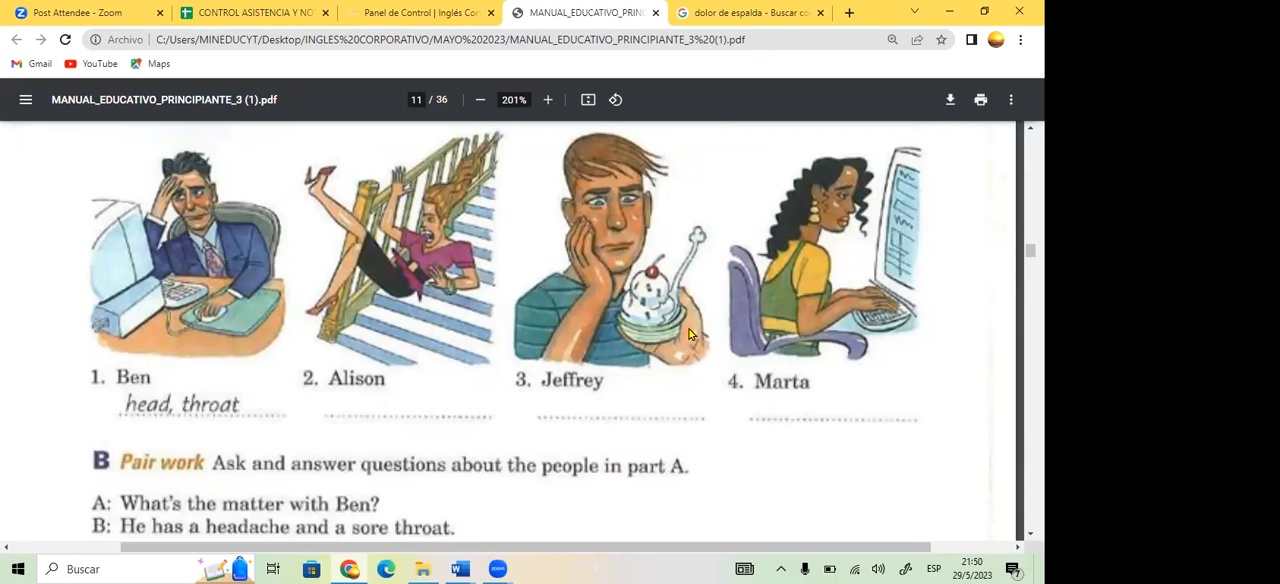 Post Attendee - Zoom
CONTROL ASISTENCIA Y NO
Panel de Control | Inglés Con
MANUAL_EDUCATIVO_PRINC
dolor de espalda - Buscar co
Archivo
C:/Users/MINEDUCYT/Desktop/INGLES%20CORPORATIVO/MAYO%202023/MANUAL_EDUCATIVO_PRINCIPIANTE_3%20(1).pdf
Gmail
YouTube
Maps
MANUAL_EDUCATIVO_PRINCIPIANTE_3 (1).pdf
11 / 36
201%
1. Ben
2. Alison
3. Jeffrey
4. Marta
head, throat
B Pair work Ask and answer questions about the people in part A.
A: What's the matter with Ben?
B: He has a headache and a sore throat.
Buscar
ESP
21:50
29/5/2023